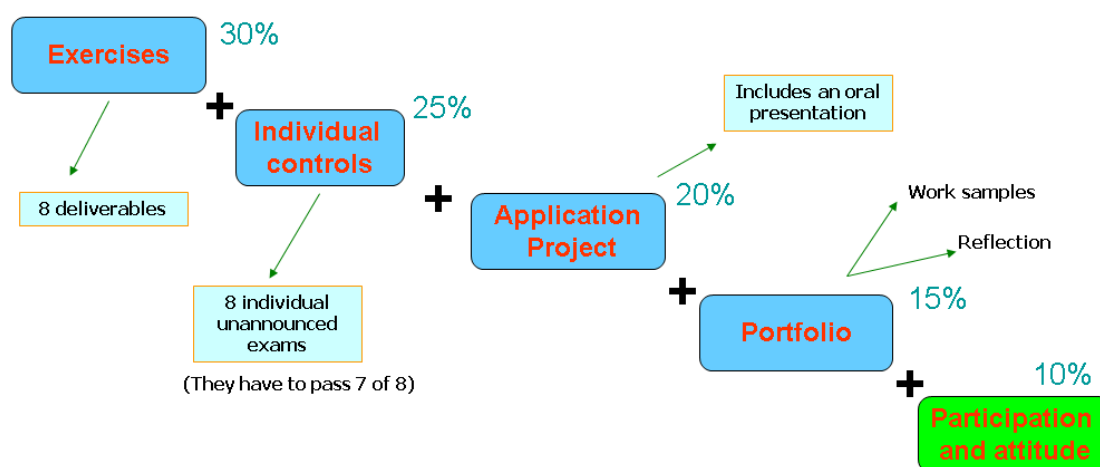 Exercises
30%
8 deliverables
+
Individual
controls
25%
8 individual
unannounced
exams
(They have to pass 7 of 8)
+
Application
Project
20%
Includes an oral
presentation
+
Portfolio
15%
Work samples
Reflection
+
Participation
and attitude
10%